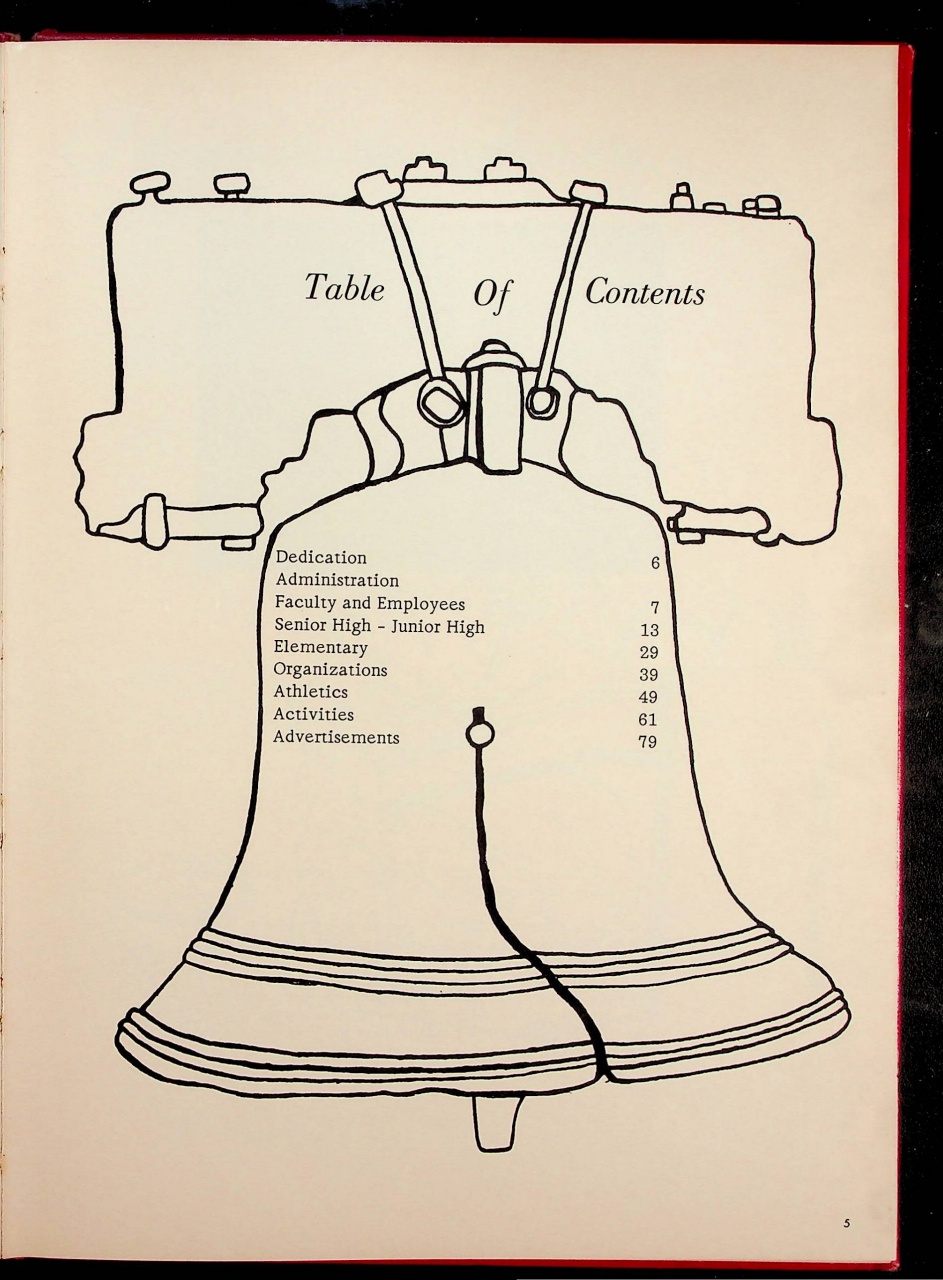 Table Of Contents
Dedication 6
Administration
Faculty and Employees 7
Senior High - Junior High 13
Elementary 29
Organizations 39
Athletics 49
Activities 61
Advertisements 79
5